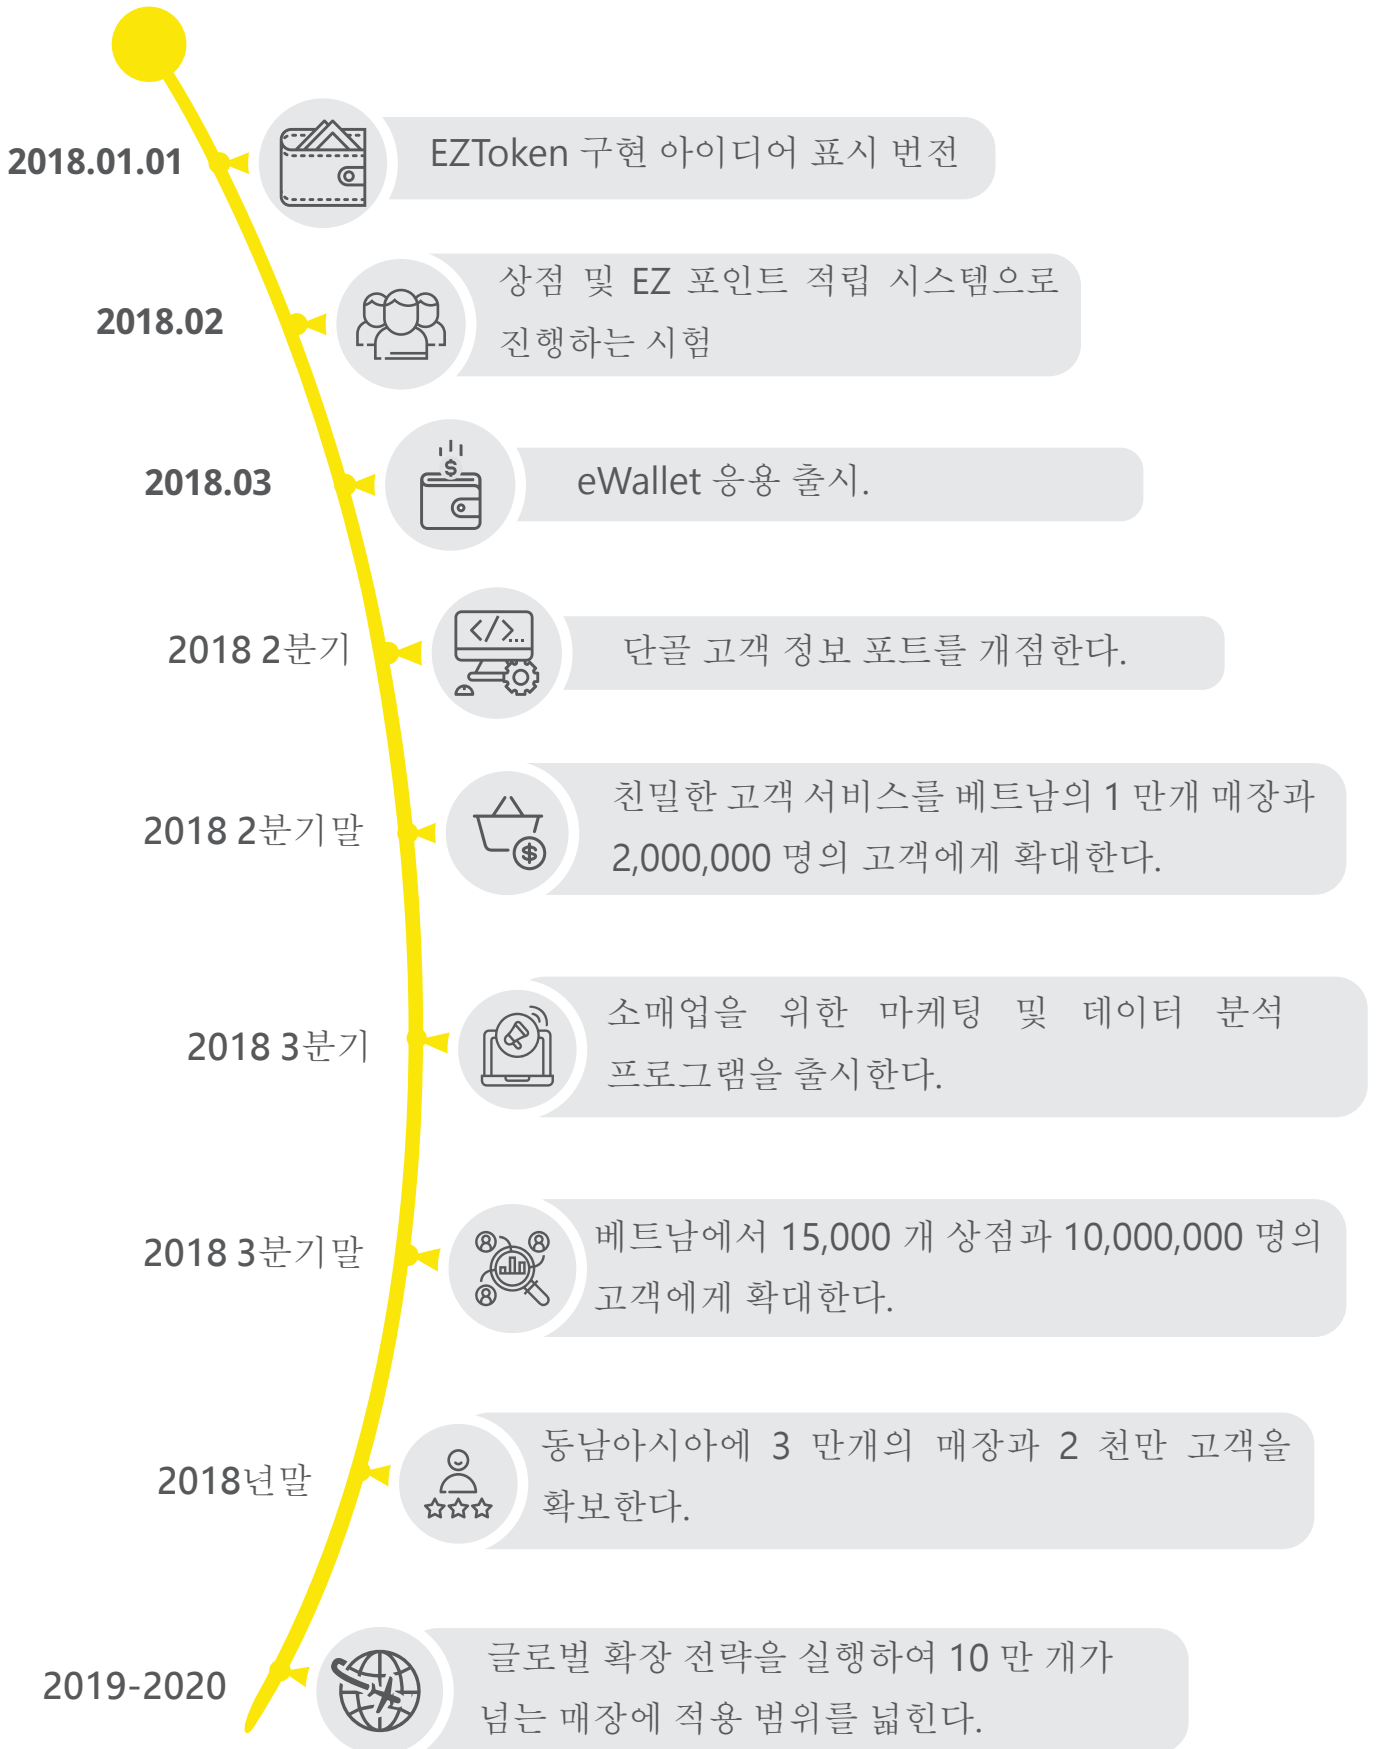 2018.01.01
EZToken 구현 아이디어 표시 번전
2018.02
상점 및 EZ 포인트 적립 시스템으로
진행하는 시험
2018.03
eWallet 응용 출시.
2018 2분기
단골 고객 정보 포트를 개점한다.
2018 2분기말
친밀한 고객 서비스를 베트남의 1 만개 매장과
2,000,000 명의 고객에게 확대한다.
2018 3분기
소매업을 위한 마케팅 및 데이터 분석
프로그램을 출시한다.
2018 3분기말
베트남에서 15,000 개 상점과 10,000,000 명의
고객에게 확대한다.
2018년말
동남아시아에 3 만개의 매장과 2 천만 고객을
확보한다.
2019-2020
글로벌 확장 전략을 실행하여 10 만 개가
넘는 매장에 적용 범위를 넓힌다.